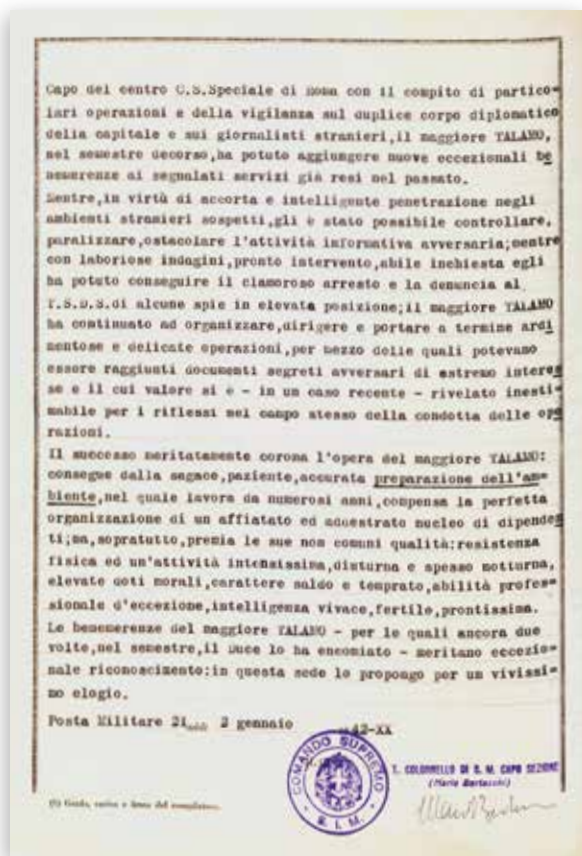 Capo del centro C.S.Speciale di Roma con il compito di partico=
lari operazioni e della vigilanza sul duplice corpo diplomatico
della capitale e sui giornalisti stranieri,il maggiore TALAMO,
nel semestre decorso,ha potuto aggiungere nuove eccezionali be
nemerenze ai segnalati servizi già resi nel passato.
Mentre,in virtù di accorta e intelligente penetrazione negli
ambienti stranieri sospetti,gli è stato possibile controllare,
paralizzare,ostacolare l'attività informativa avversaria;mentre
con laboriose indagini,pronto intervento,abile inchiesta egli
ha potuto conseguire il clamoroso arresto e la denuncia al
T.S.D.S.di alcune spie in elevata posizione;il maggiore TALAMO
ha continuato ad organizzare,dirigere e portare a termine ardi
mentose e delicate operazioni,per mezzo delle quali potevano
essere raggiunti documenti segreti avversari di estremo interes
se e il cui valore si è - in un caso recente - rivelato inesti=
mabile per i riflessi nel campo stesso della condotta delle ope
razioni.
Il successo meritatamente corona l'opera del maggiore TALAMO:
consegue dalla sagace,paziente,accurata preparazione dell'am=
biente,nel quale lavora da numerosi anni,compensa la perfetta
organizzazione di un affiatato ed addestrato nucleo di dipenden
ti;ma,sopratutto,premia le sue non comuni qualità:resistenza
fisica ed un'attività intensissima,diuturna e spesso notturna,
elevate doti morali,carattere saldo e temprato,abilità profes=
sionale d'eccezione,intelligenza vivace,fertile,prontissima.
Le benemerenze del maggiore TALAMO - per le quali ancora due
volte,nel semestre,il Duce lo ha encomiato - meritano eccezio=
nale riconoscimento:in questa sede lo propongo per un vivissi=
mo elogio.
Posta Militare 21 addì 2 gennaio 42-XX
COMANDO SUPREMO
S.I.M.
T. COLONNELLO DI S. M. CAPO SEZIONE
(Mario Bertacchi)
(1) Grado, carica e firma del compilatore.